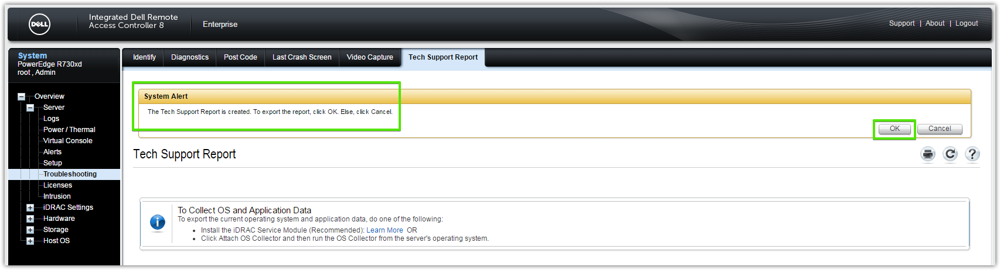 DELL
Integrated Dell Remote
Access Controller 8
Enterprise
Support | About | Logout
System
PowerEdge R730xd
root , Admin
Overview
Server
Logs
Power / Thermal
Virtual Console
Alerts
Setup
Troubleshooting
Licenses
Intrusion
iDRAC Settings
Hardware
Storage
Host OS
Identify
Diagnostics
Post Code
Last Crash Screen
Video Capture
Tech Support Report
System Alert
The Tech Support Report is created. To export the report, click OK. Else, click Cancel.
OK
Cancel
Tech Support Report
To Collect OS and Application Data
To export the current operating system and application data, do one of the following:
• Install the iDRAC Service Module (Recommended): Learn More OR
• Click Attach OS Collector and then run the OS Collector from the server's operating system.